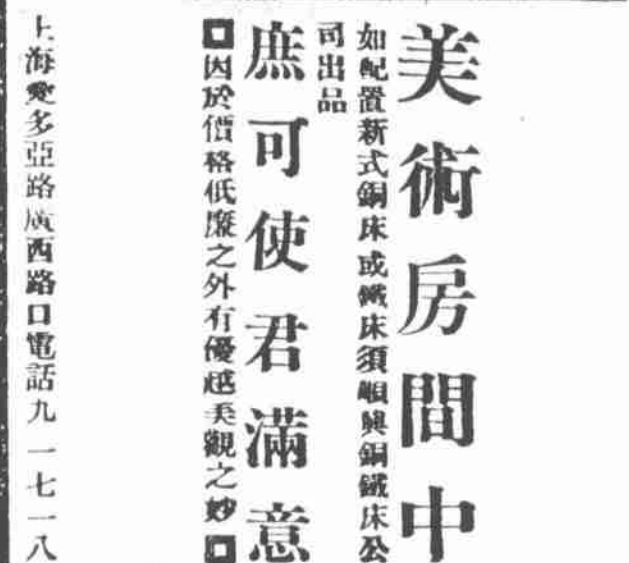 美術房間中
如配置新式銅床或鐵床須順興銅鐵床公
司出品
庶可使君滿意
因於價格低廉之外有優越美觀之妙
上海愛多亞路廣西路口電話九一七一八